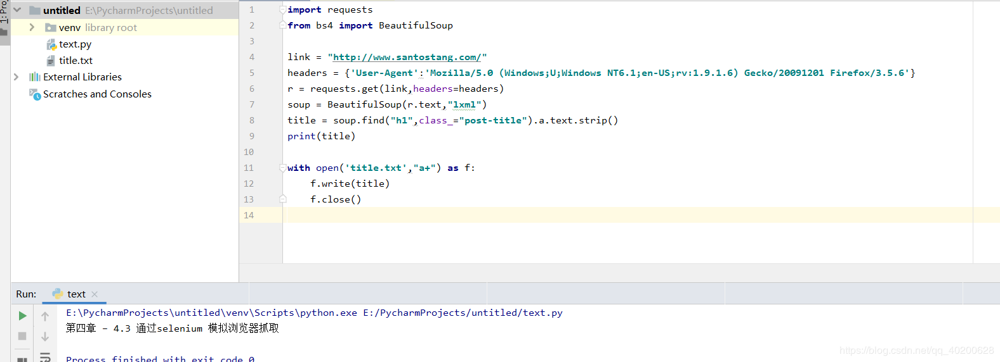 1: Pro
untitled E:\PycharmProjects\untitled
venv library root
text.py
title.txt
External Libraries
Scratches and Consoles
1 import requests
2 from bs4 import BeautifulSoup
3
4 link = "http://www.santostang.com/"
5 headers = {'User-Agent':'Mozilla/5.0 (Windows;U;Windows NT6.1;en-US;rv:1.9.1.6) Gecko/20091201 Firefox/3.5.6'}
6 r = requests.get(link,headers=headers)
7 soup = BeautifulSoup(r.text,"lxml")
8 title = soup.find("h1",class_="post-title").a.text.strip()
9 print(title)
10
11 with open('title.txt',"a+") as f:
12 f.write(title)
13 f.close()
14
Run: text
E:\PycharmProjects\untitled\venv\Scripts\python.exe E:/PycharmProjects/untitled/text.py
第四章 – 4.3 通过selenium 模拟浏览器抓取
Process finished with exit code 0
https://blog.csdn.net/qq_40200628